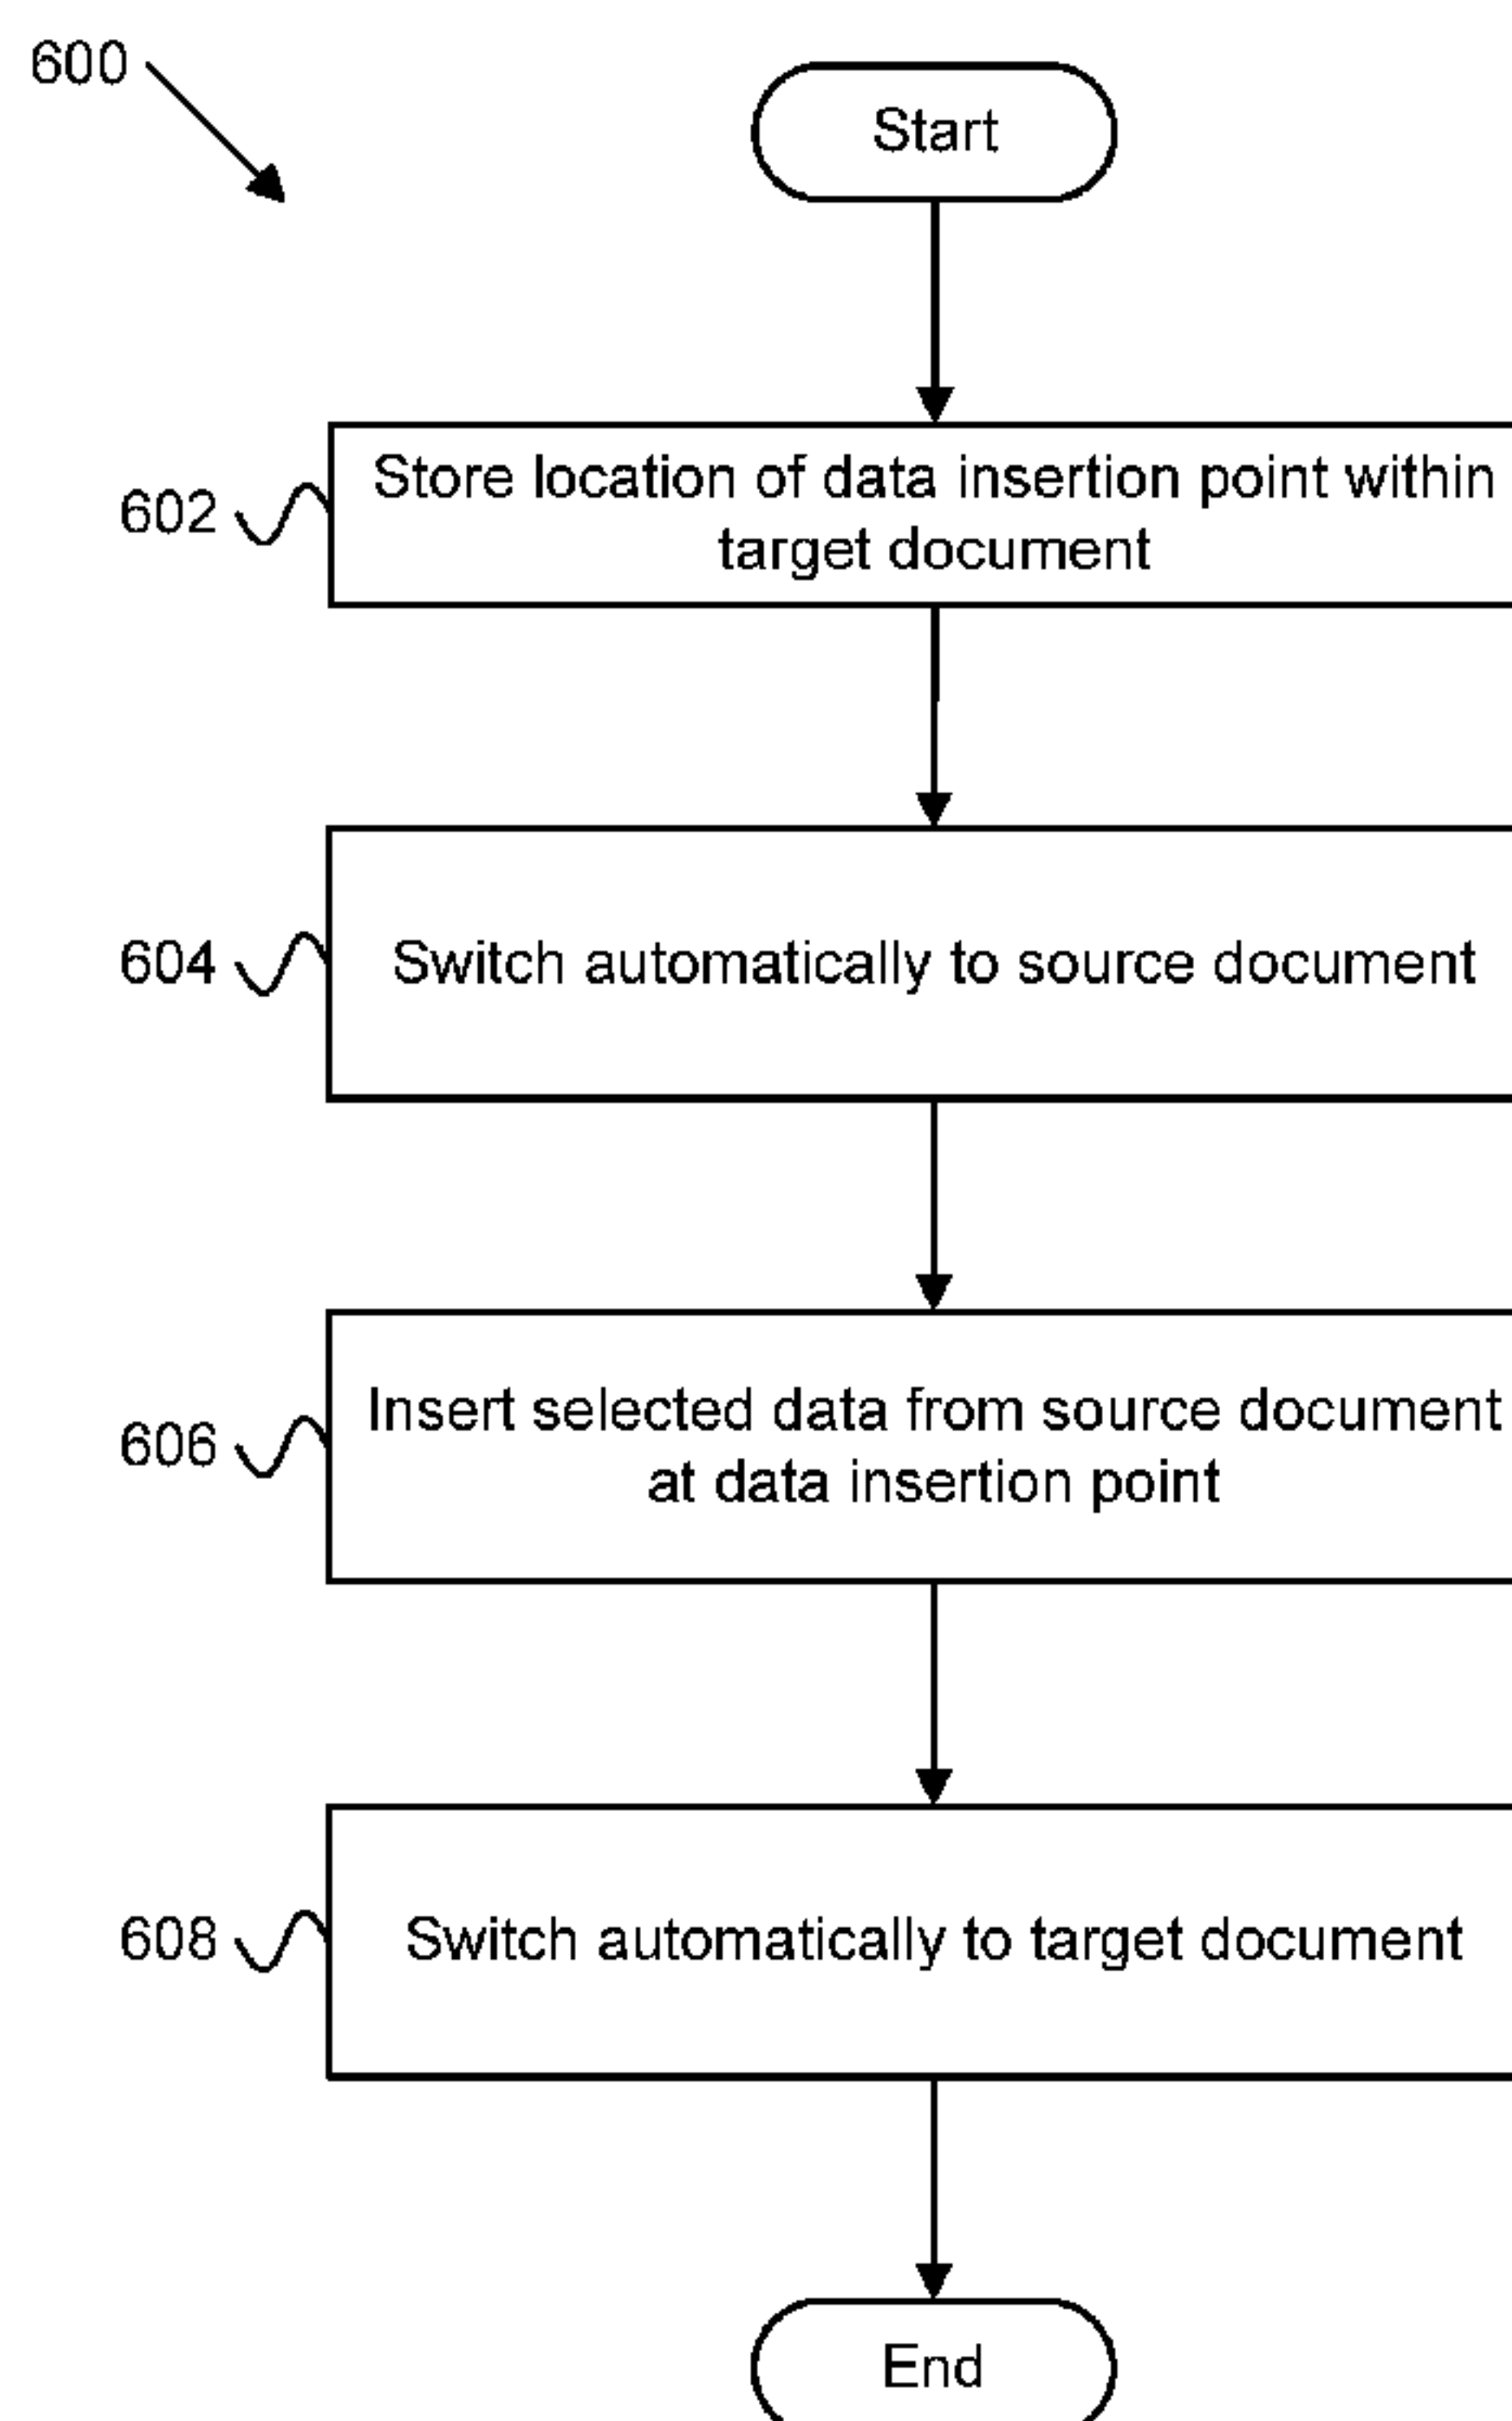 600
Start
602
Store location of data insertion point within
target document
604
Switch automatically to source document
606
Insert selected data from source document
at data insertion point
608
Switch automatically to target document
End